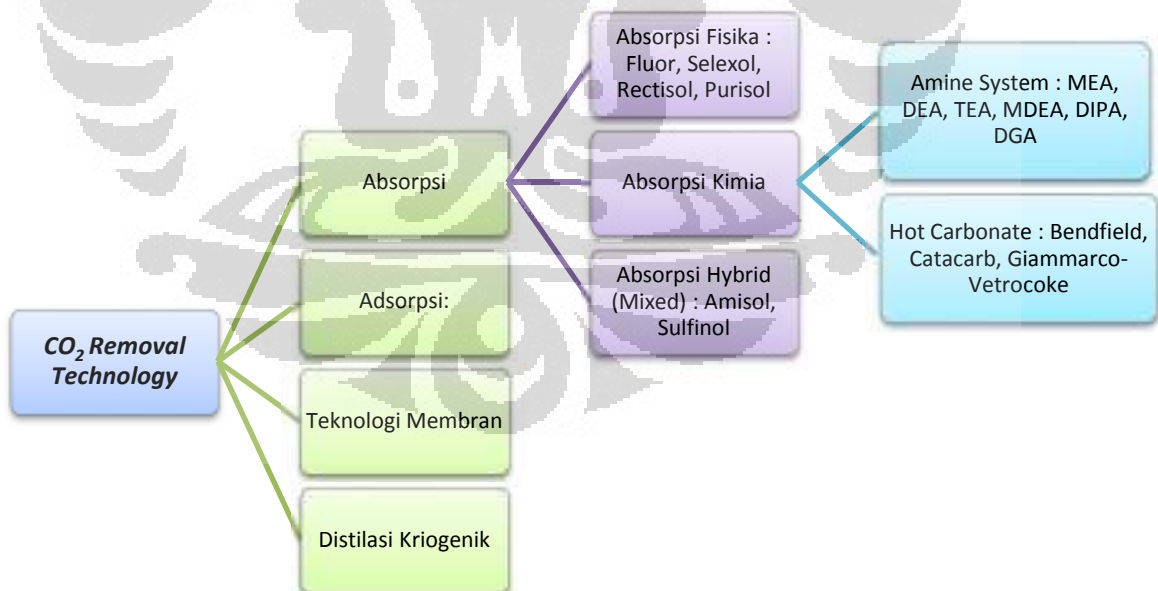 CO2 Removal
Technology
Absorpsi
Adsorpsi:
Teknologi Membran
Distilasi Kriogenik
Absorpsi Fisika :
Fluor, Selexol,
Rectisol, Purisol
Absorpsi Kimia
Absorpsi Hybrid
(Mixed) : Amisol,
Sulfinol
Amine System : MEA,
DEA, TEA, MDEA, DIPA,
DGA
Hot Carbonate : Bendfield,
Catacarb, Giammarco-
Vetrocoke